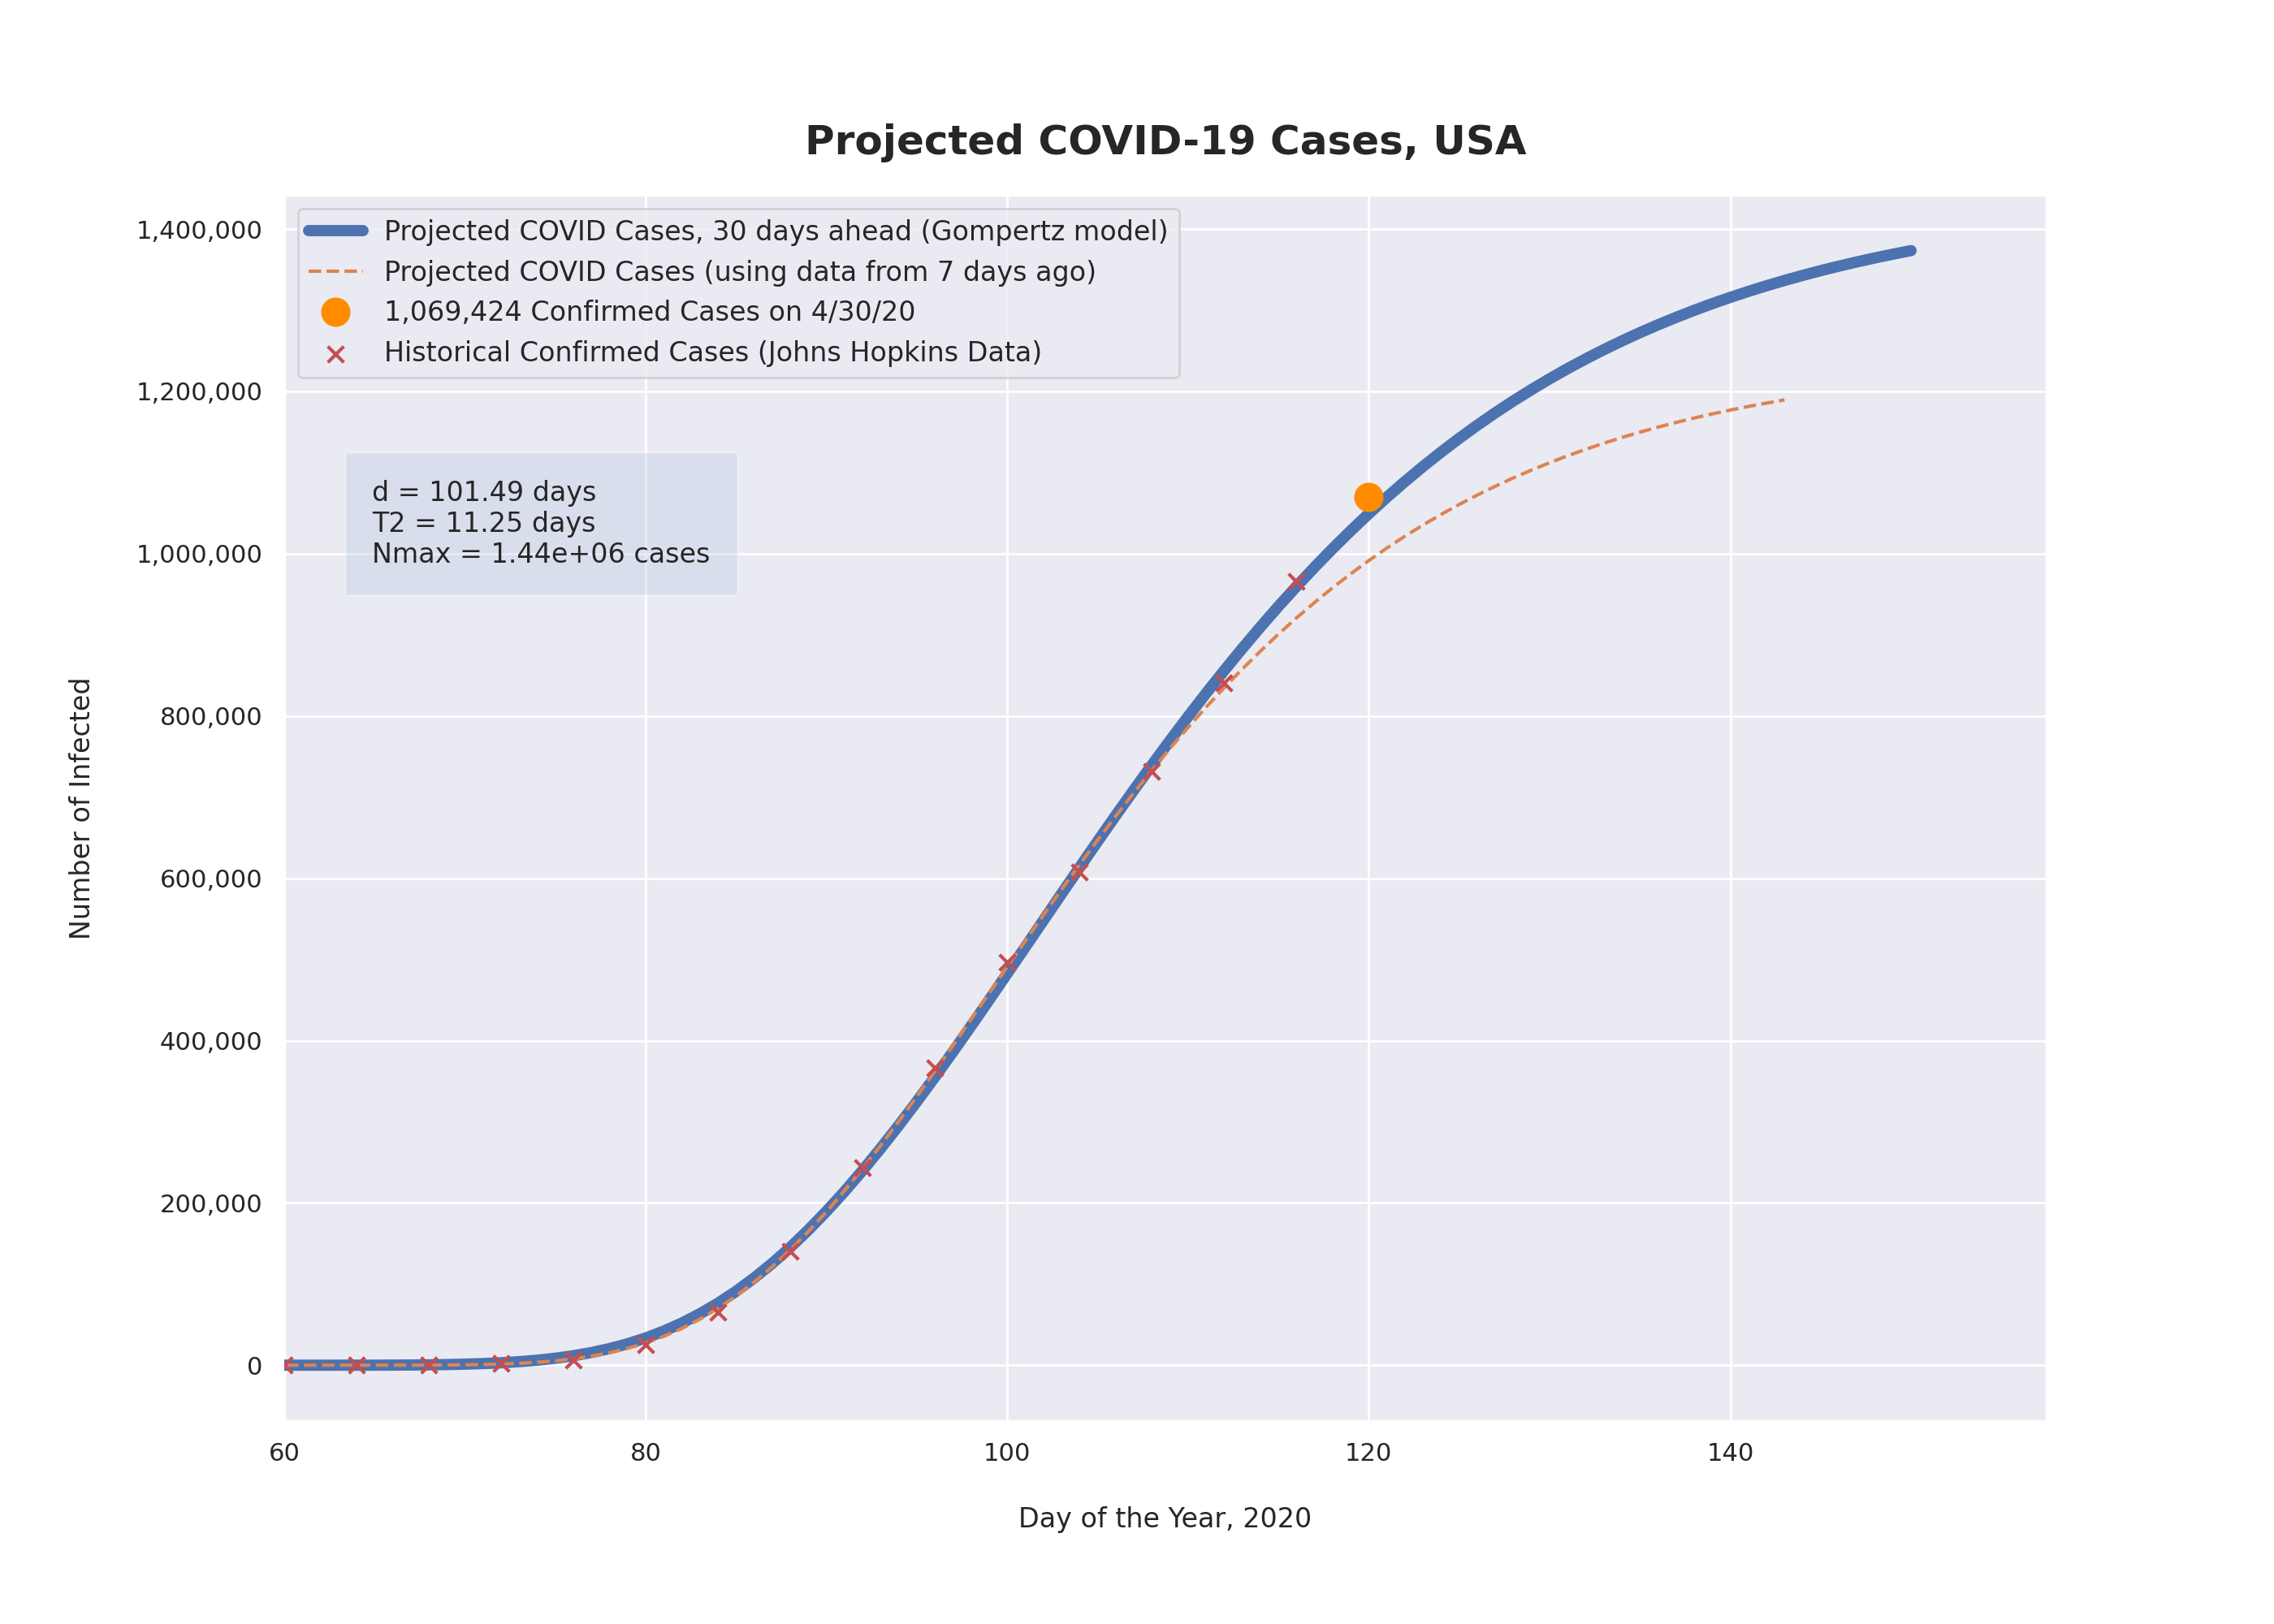 Projected COVID-19 Cases, USA
Projected COVID Cases, 30 days ahead (Gompertz model)
Projected COVID Cases (using data from 7 days ago)
1,069,424 Confirmed Cases on 4/30/20
Historical Confirmed Cases (Johns Hopkins Data)
d = 101.49 days
T2 = 11.25 days
Nmax = 1.44e+06 cases
Number of Infected
1,400,000
1,200,000
1,000,000
800,000
600,000
400,000
200,000
0
60 80 100 120 140
Day of the Year, 2020